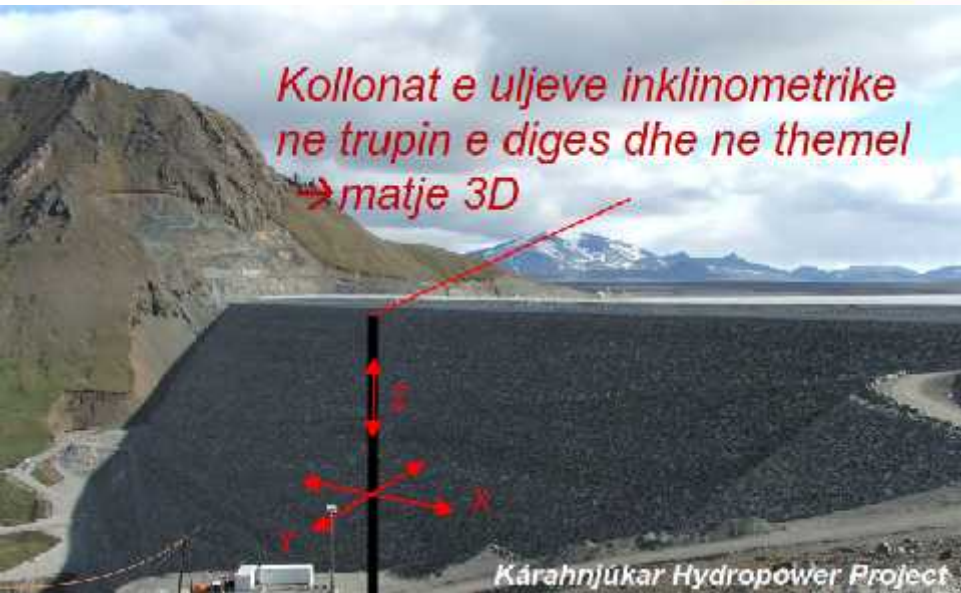 Kollonat e uljeve inklinometrike
ne trupin e diges dhe ne themel
→ matje 3D
X
Y
Kárahnjúkar Hydropower Project